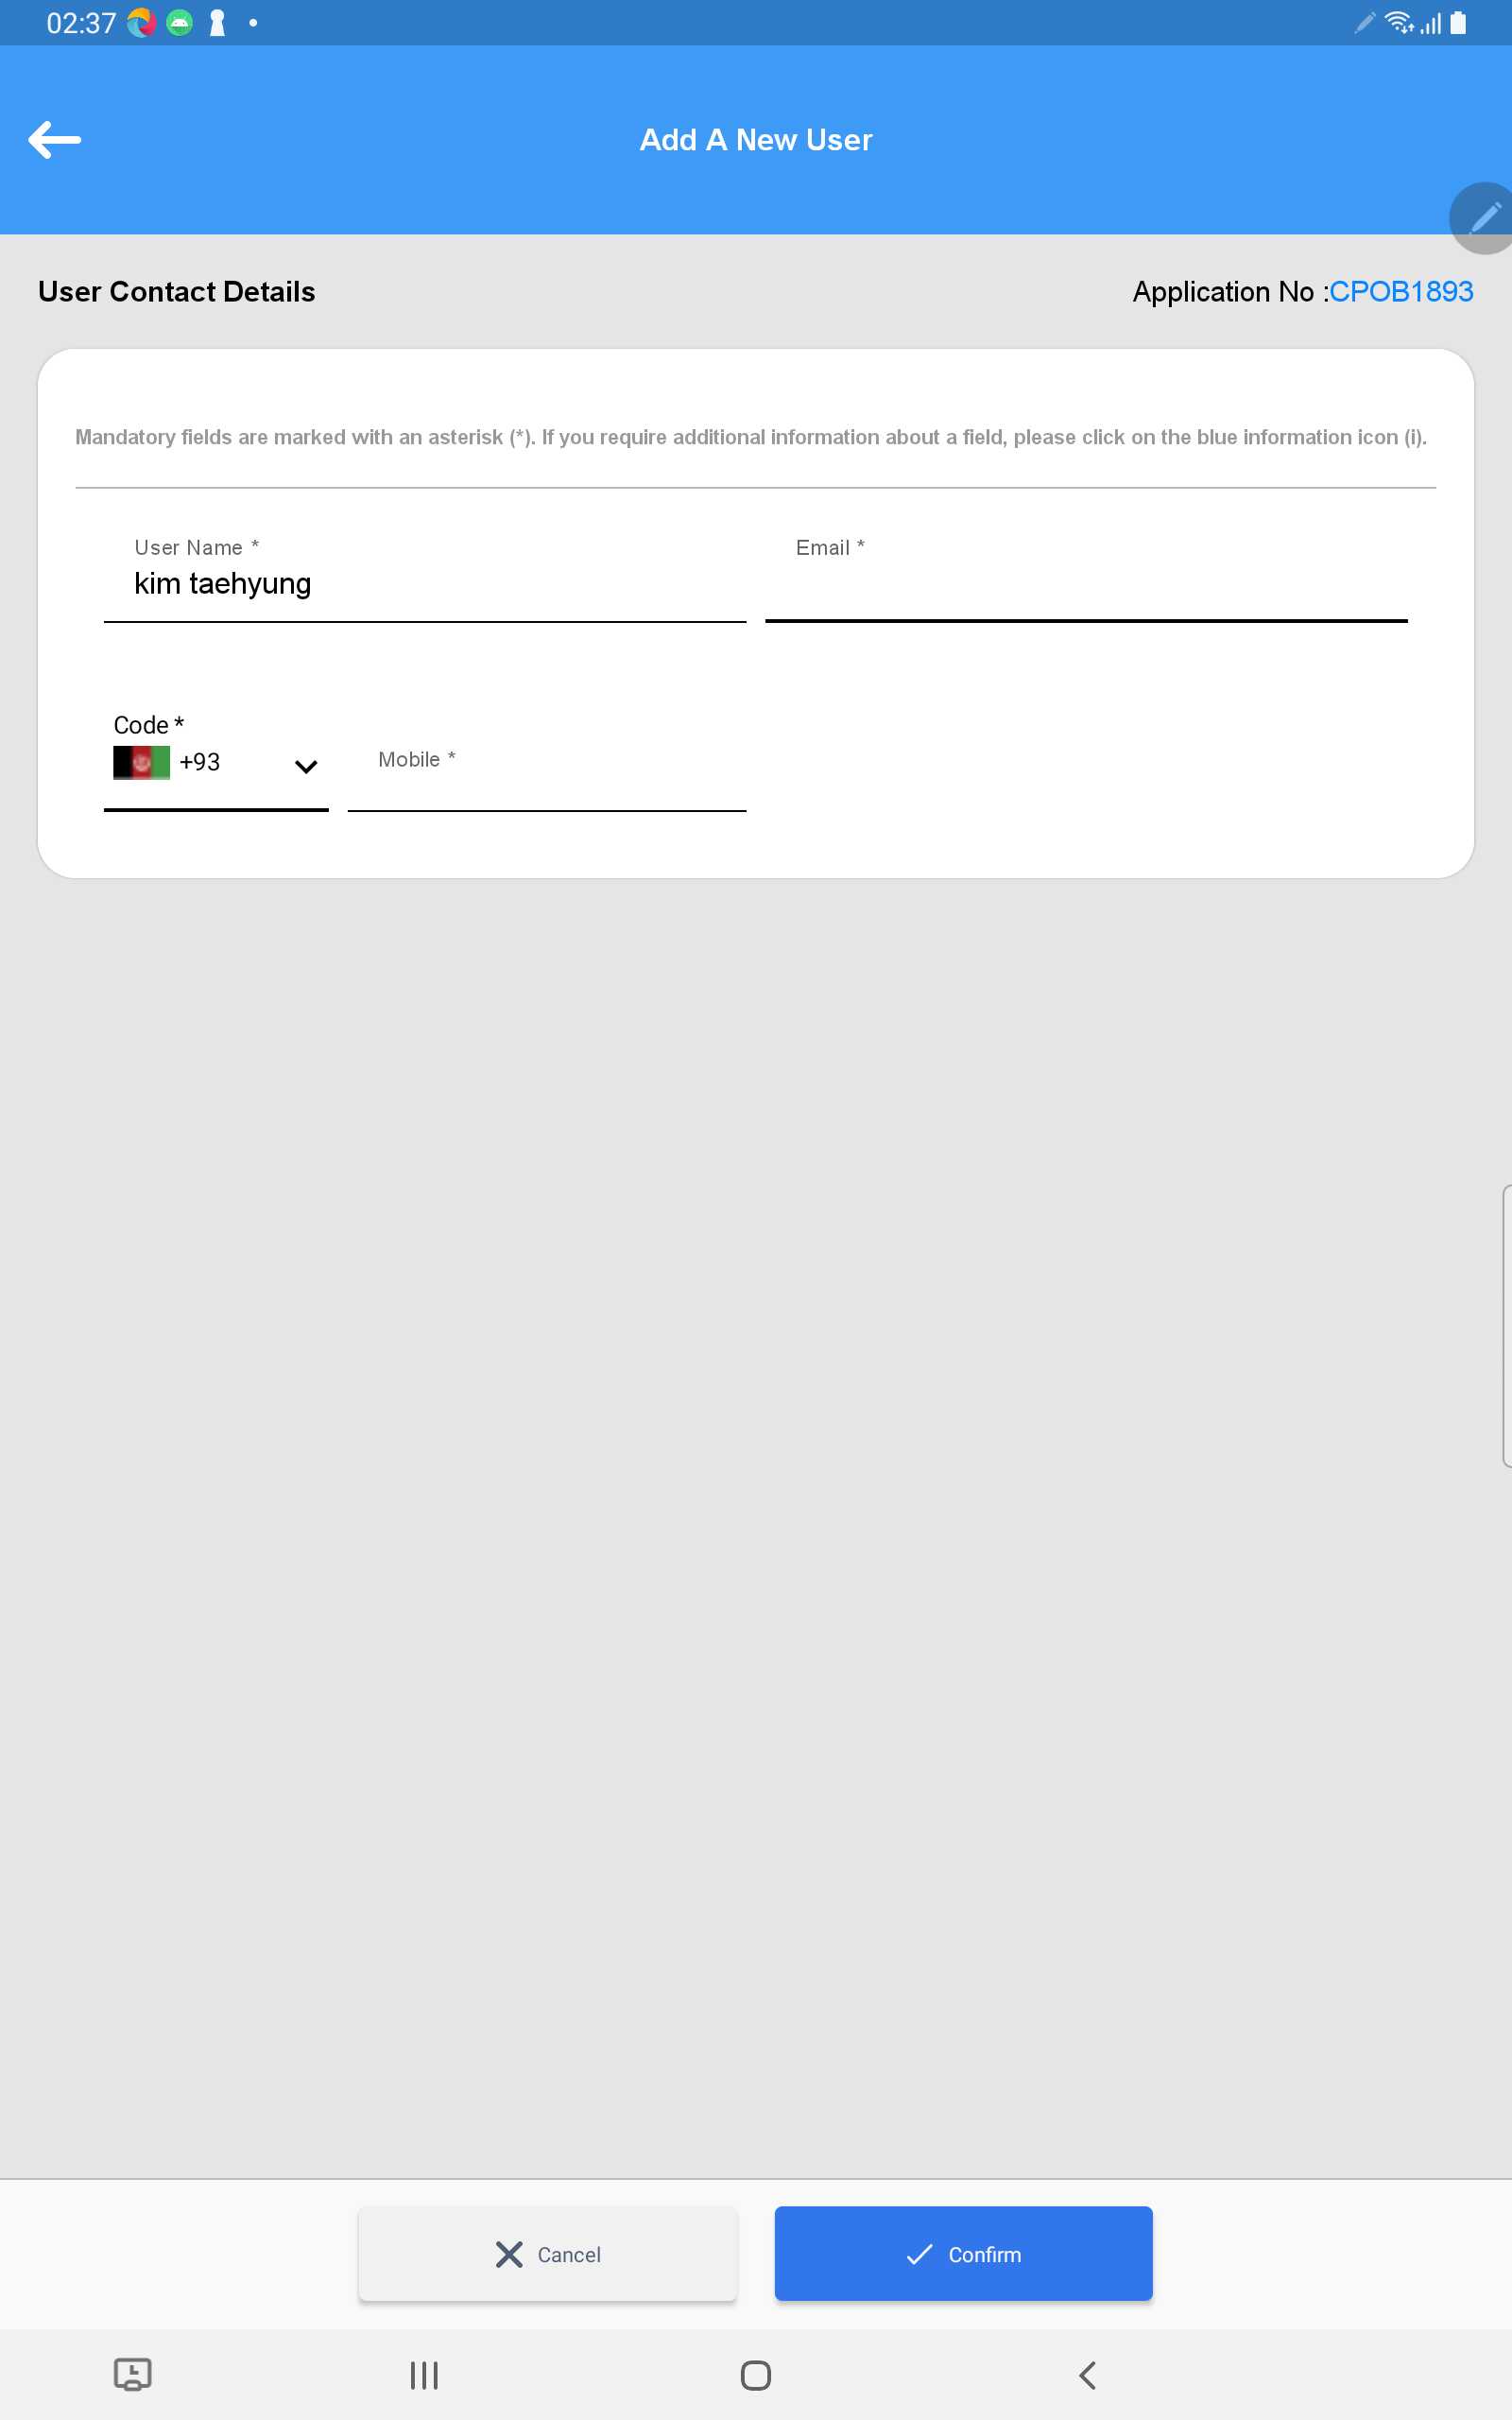 02:37
Add A New User
User Contact Details
Application No :CPOB1893
Mandatory fields are marked with an asterisk (*). If you require additional information about a field, please click on the blue information icon (i).
User Name *
kim taehyung
Email *
Code *
+93
Mobile *
Cancel
Confirm